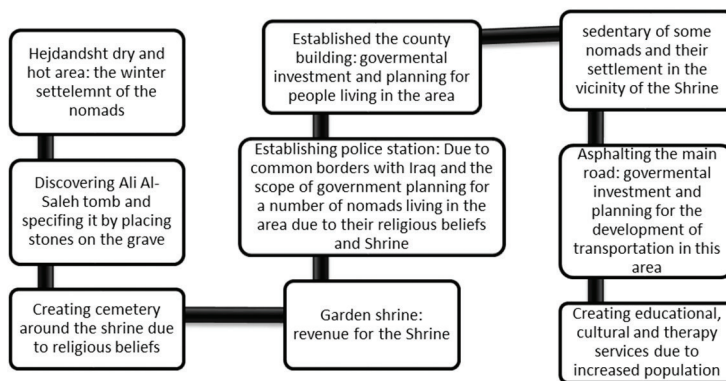 Hejdandsht dry and
hot area: the winter
settelemnt of the
nomads
Discovering Ali Al-
Saleh tomb and
specifing it by placing
stones on the grave
Creating cemetery
around the shrine due
to religious beliefs
Garden shrine:
revenue for the Shrine
Establishing police station: Due to
common borders with Iraq and the
scope of government planning for
a number of nomads living in the
area due to their religious beliefs
and Shrine
Established the county
building: govermental
investment and planning for
people living in the area
sedentary of some
nomads and their
settlement in the
vicinity of the Shrine
Asphalting the main
road: govermental
investment and
planning for the
development of
transportation in this
area
Creating educational,
cultural and therapy
services due to
increased population